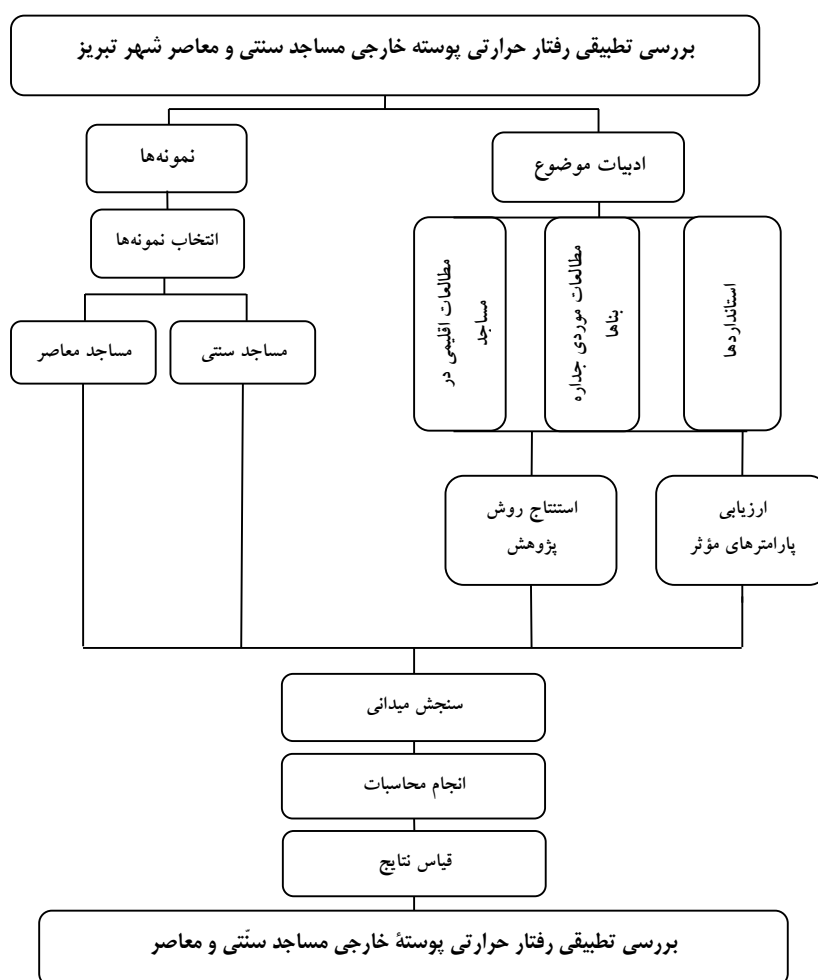 بررسی تطبیقی رفتار حرارتی پوسته خارجی مساجد سنتی و معاصر شهر تبریز
ادبیات موضوع
نمونه‌ها
انتخاب نمونه‌ها
استانداردها
مطالعات موردی جداره
بناها
مطالعات اقلیمی در
مساجد
مساجد سنتی
مساجد معاصر
ارزیابی
پارامترهای مؤثر
استنتاج روش
پژوهش
سنجش میدانی
انجام محاسبات
قیاس نتایج
بررسی تطبیقی رفتار حرارتی پوستهٔ خارجی مساجد سنّتی و معاصر